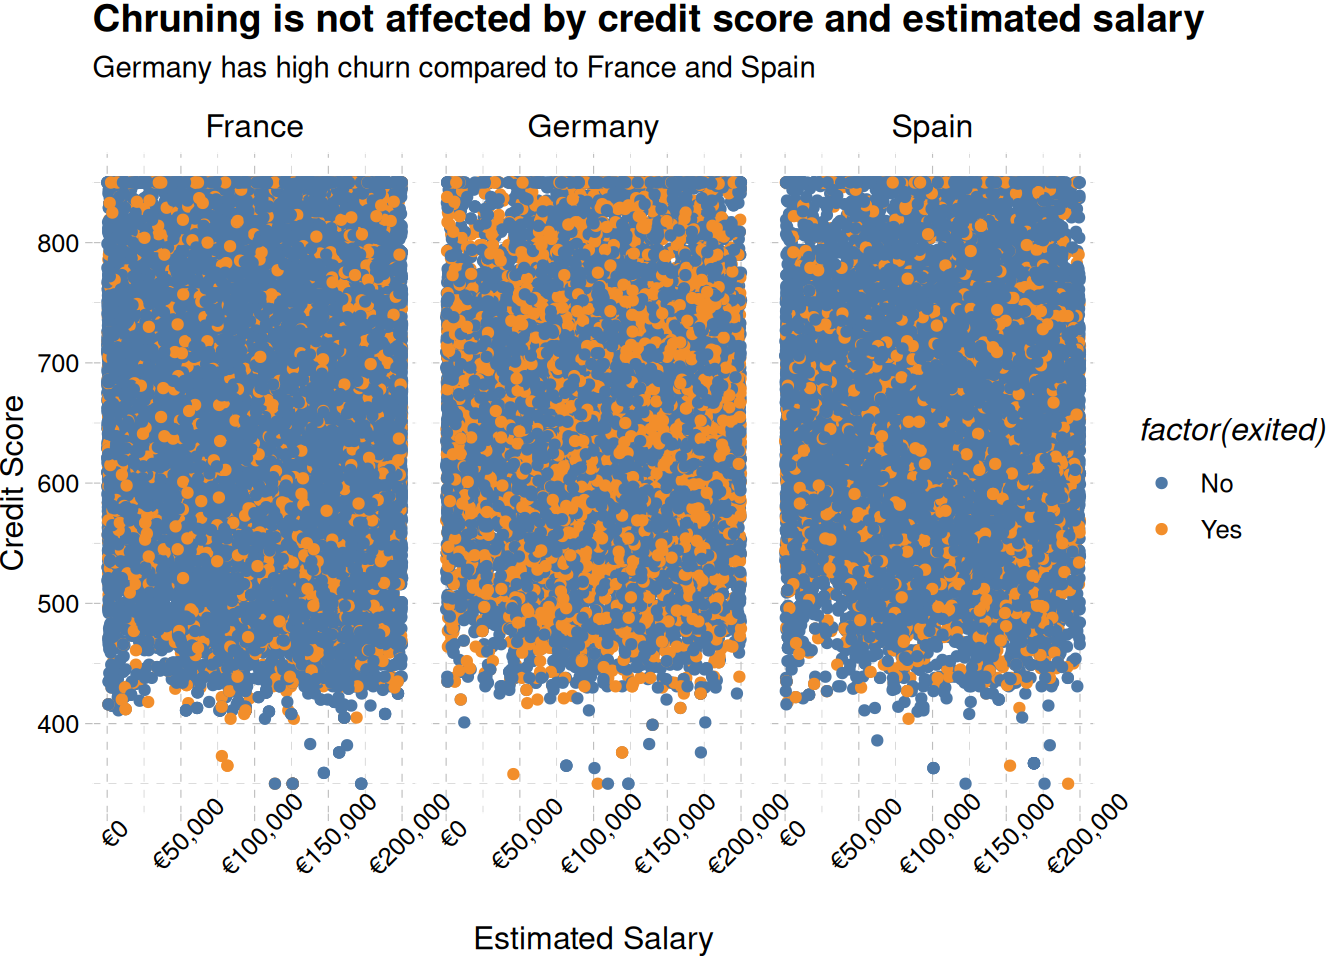 Chruning is not affected by credit score and estimated salary
Germany has high churn compared to France and Spain
France
Germany
Spain
Credit Score
800
700
600
500
400
€0
€50,000
€100,000
€150,000
€200,000
€0
€50,000
€100,000
€150,000
€200,000
€0
€50,000
€100,000
€150,000
€200,000
Estimated Salary
factor(exited)
No
Yes